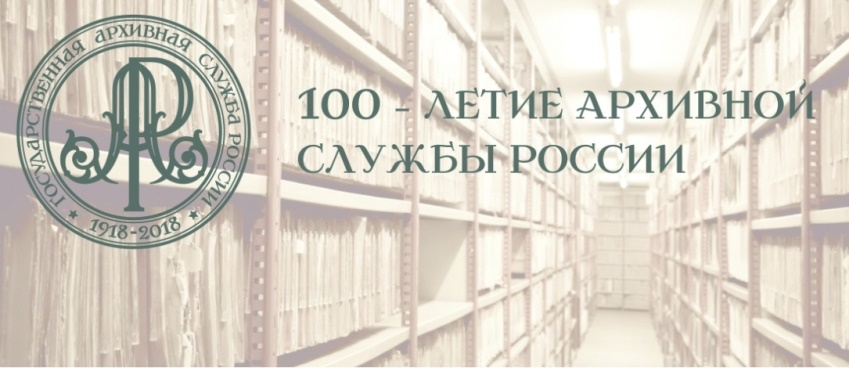 ГОСУДАРСТВЕННАЯ АРХИВНАЯ СЛУЖБА РОССИИ
1918-2018
100 - ЛЕТИЕ АРХИВНОЙ
СЛУЖБЫ РОССИИ